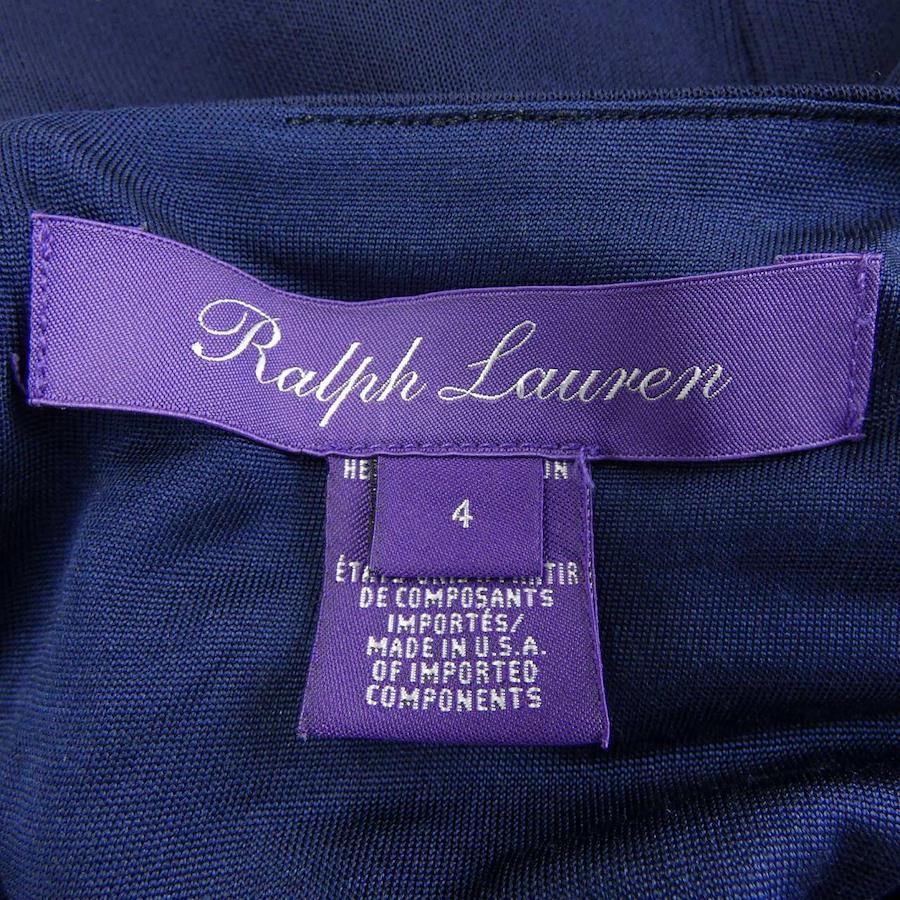 Ralph Lauren
4
DE COMPOSANTS
IMPORTÉS/
MADE IN U.S.A.
OF IMPORTED
COMPONENTS